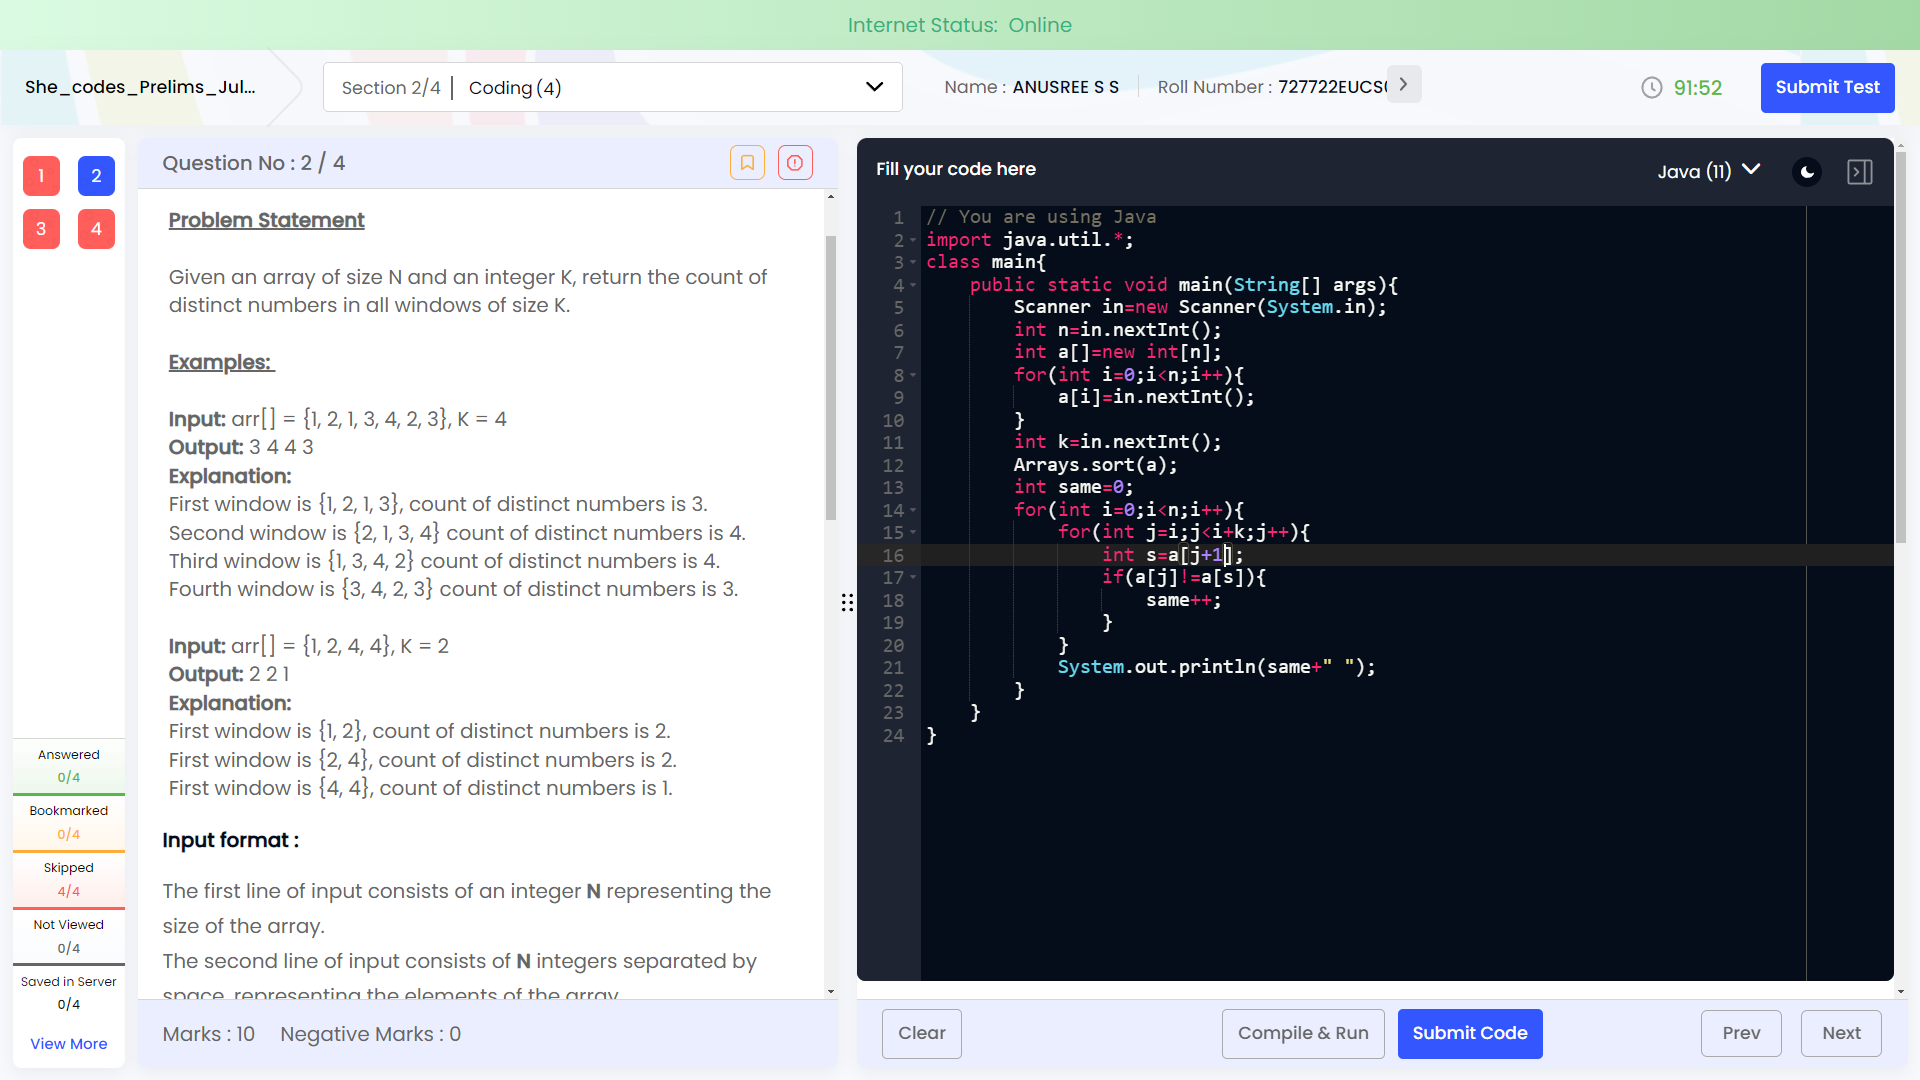 Internet Status: Online
She_codes_Prelims_Jul...
Section 2/4 | Coding (4)
Name : ANUSREE S S
Roll Number : 727722EUCS
91:52
Submit Test
1 2
3 4
Answered
0/4
Bookmarked
0/4
Skipped
4/4
Not Viewed
0/4
Saved in Server
0/4
View More
Question No : 2 / 4
Problem Statement
Given an array of size N and an integer K, return the count of
distinct numbers in all windows of size K.
Examples:
Input: arr[] = {1, 2, 1, 3, 4, 2, 3}, K = 4
Output: 3 4 4 3
Explanation:
First window is {1, 2, 1, 3}, count of distinct numbers is 3.
Second window is {2, 1, 3, 4} count of distinct numbers is 4.
Third window is {1, 3, 4, 2} count of distinct numbers is 4.
Fourth window is {3, 4, 2, 3} count of distinct numbers is 3.
Input: arr[] = {1, 2, 4, 4}, K = 2
Output: 2 2 1
Explanation:
First window is {1, 2}, count of distinct numbers is 2.
First window is {2, 4}, count of distinct numbers is 2.
First window is {4, 4}, count of distinct numbers is 1.
Input format :
The first line of input consists of an integer N representing the
size of the array.
The second line of input consists of N integers separated by
space, representing the elements of the array.
Marks : 10 Negative Marks : 0
Fill your code here
Java (11)
1 // You are using Java
2 import java.util.*;
3 class main{
4 public static void main(String[] args){
5 Scanner in=new Scanner(System.in);
6 int n=in.nextInt();
7 int a[]=new int[n];
8 for(int i=0;i<n;i++){
9 a[i]=in.nextInt();
10 }
11 int k=in.nextInt();
12 Arrays.sort(a);
13 int same=0;
14 for(int i=0;i<n;i++){
15 for(int j=i;j<i+k;j++){
16 int s=a[j+1];
17 if(a[j]!=a[s]){
18 same++;
19 }
20 }
21 System.out.println(same+" ");
22 }
23 }
24 }
Clear
Compile & Run
Submit Code
Prev
Next